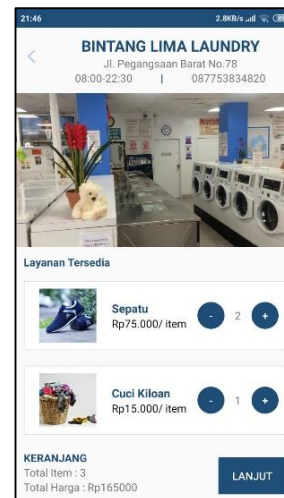 21:46 2.8KB/s
BINTANG LIMA LAUNDRY
Jl. Pegangsaan Barat No.78
08:00-22:30 | 087753834820
Layanan Tersedia
Sepatu
Rp75.000/ item
- 2 +
Cuci Kiloan
Rp15.000/ item
- 1 +
KERANJANG
Total Item : 3
Total Harga : Rp165000
LANJUT